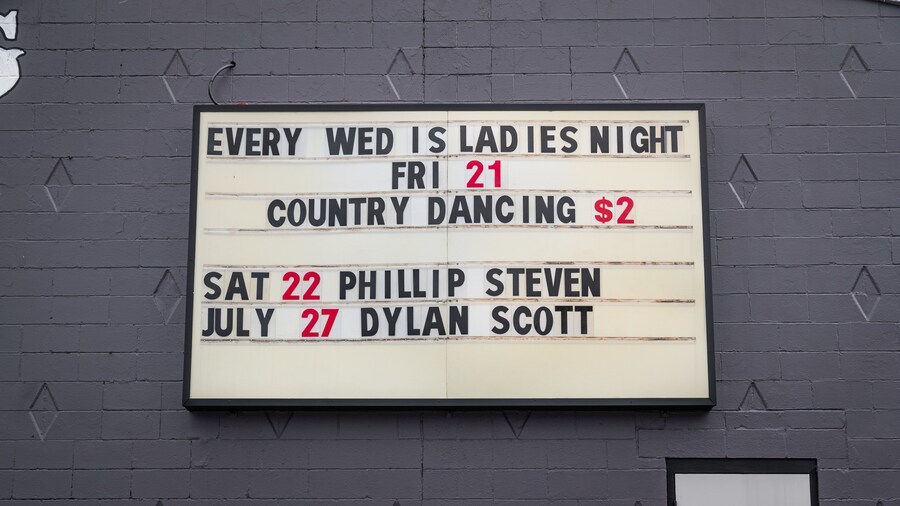 EVERY WED IS LADIES NIGHT
FRI 21
COUNTRY DANCING $2
SAT 22 PHILLIP STEVEN
JULY 27 DYLAN SCOTT